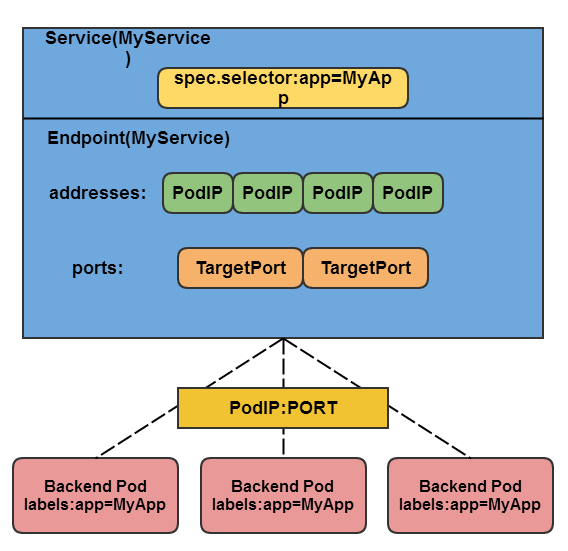 Service(MyService
)
spec.selector:app=MyAp
p
Endpoint(MyService)
addresses: PodIP PodIP PodIP PodIP
ports: TargetPort TargetPort
PodIP:PORT
Backend Pod Backend Pod Backend Pod
labels:app=MyApp labels:app=MyApp labels:app=MyApp